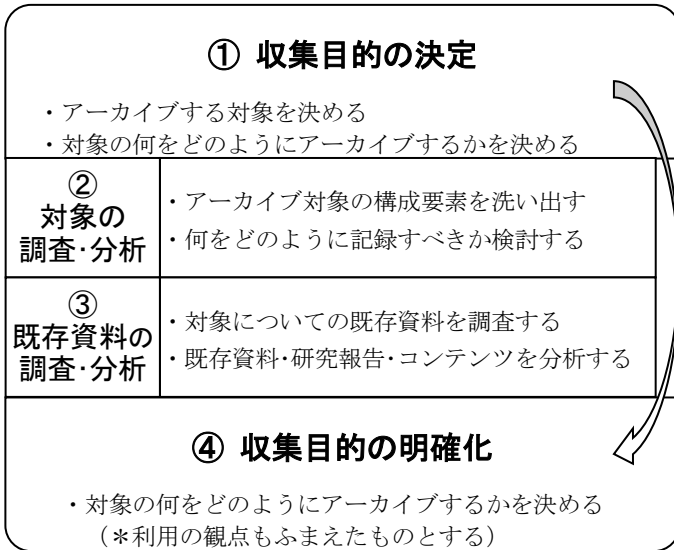 ① 収集目的の決定
・アーカイブする対象を決める
・対象の何をどのようにアーカイブするかを決める
②
対象の
調査・分析
・アーカイブ対象の構成要素を洗い出す
・何をどのように記録すべきか検討する
③
既存資料の
調査・分析
・対象についての既存資料を調査する
・既存資料・研究報告・コンテンツを分析する
④ 収集目的の明確化
・対象の何をどのようにアーカイブするかを決める
（＊利用の観点もふまえたものとする）